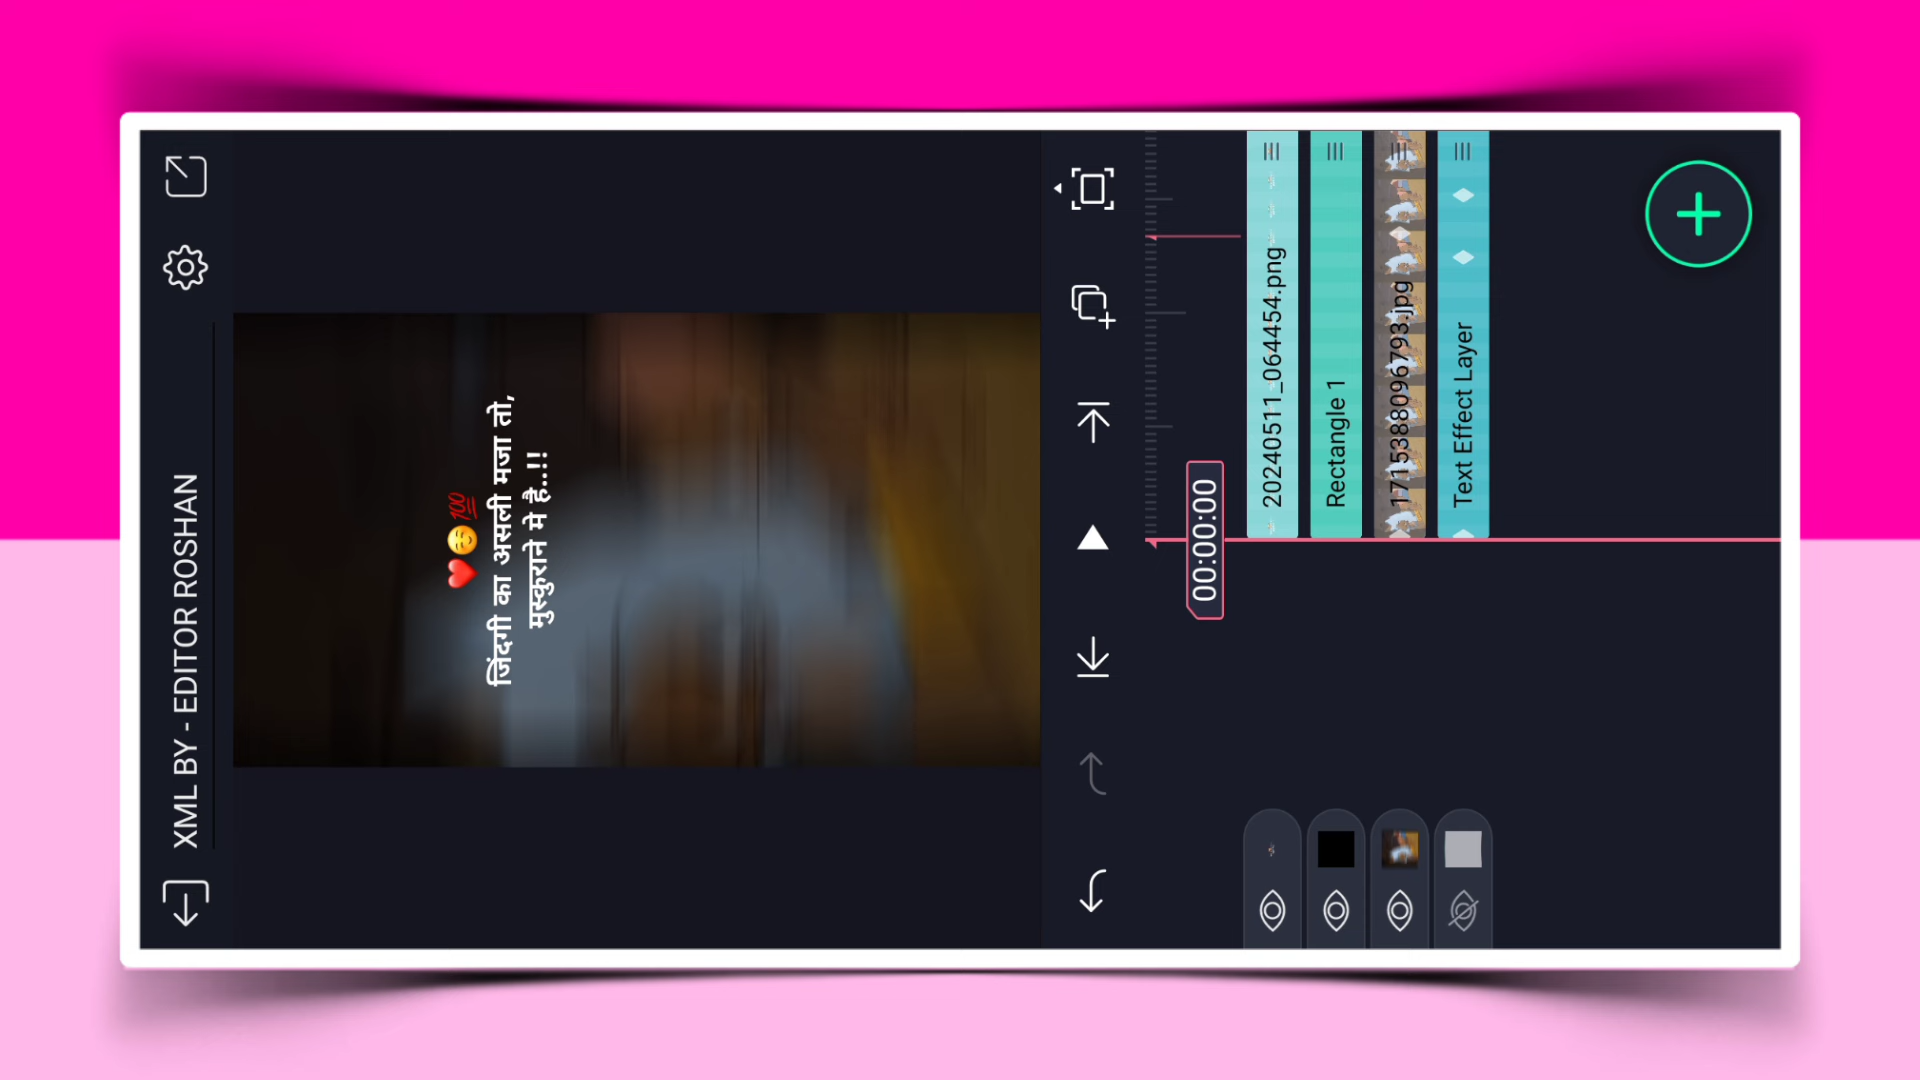 XML BY - EDITOR ROSHAN
❤️😊💯
जिंदगी का असली मजा तो,
मुस्कुराने मे है..!!
00:00:00
20240511_064454.png
Rectangle 1
1715388096793.jpg
Text Effect Layer